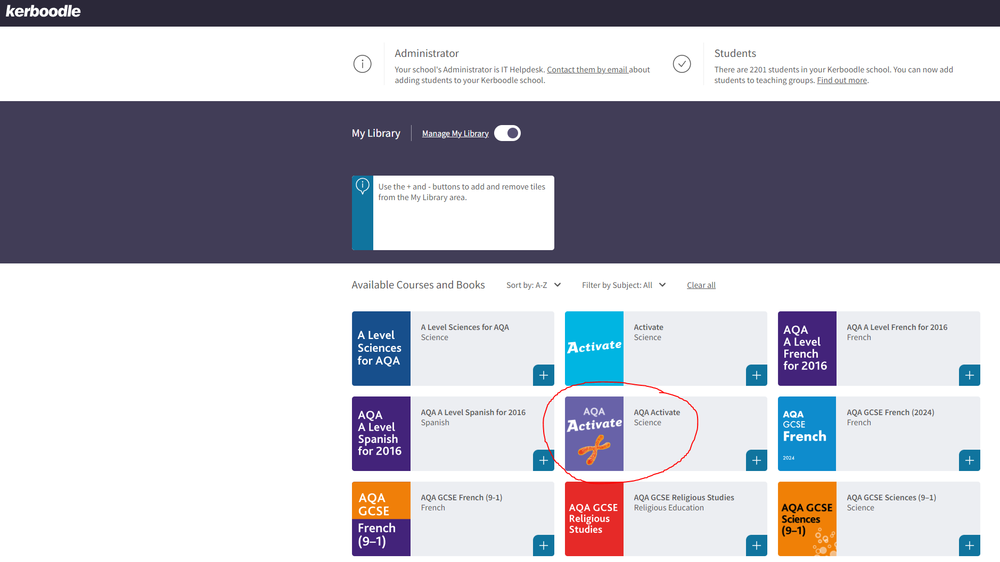 kerboodle
Administrator
Your school's Administrator is IT Helpdesk. Contact them by email about
adding students to your Kerboodle school.
Students
There are 2201 students in your Kerboodle school. You can now add
students to teaching groups. Find out more.
My Library
Manage My Library
Use the + and - buttons to add and remove tiles
from the My Library area.
Available Courses and Books
Sort by: A-Z
Filter by Subject: All
Clear all
A Level
Sciences
for AQA
A Level Sciences for AQA
Science
Activate
Activate
Science
AQA
A Level
French
for 2016
AQA A Level French for 2016
French
AQA
A Level
Spanish
for 2016
AQA A Level Spanish for 2016
Spanish
AQA
Activate
AQA Activate
Science
AQA
GCSE
French
2024
AQA GCSE French (2024)
French
AQA
GCSE
French
(9–1)
AQA GCSE French (9-1)
French
AQA GCSE
Religious
Studies
AQA GCSE Religious Studies
Religious Education
AQA GCSE
Sciences
(9–1)
AQA GCSE Sciences (9–1)
Science